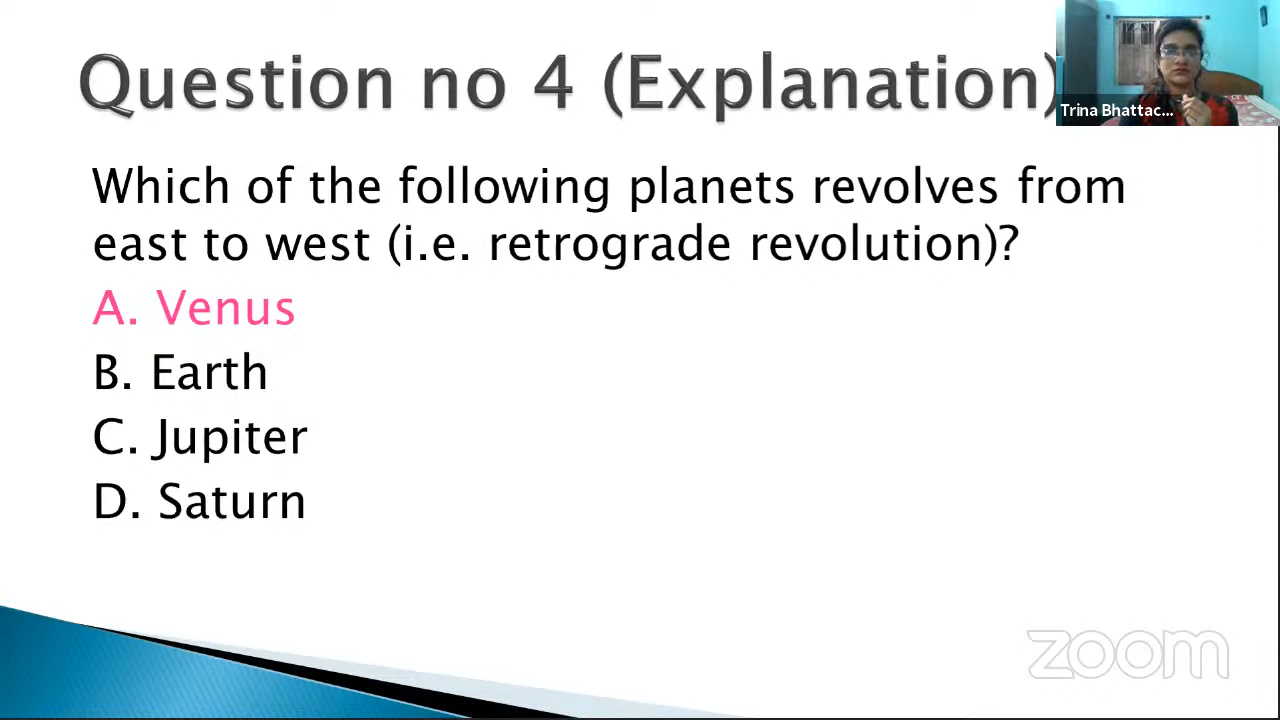 Question no 4 (Explanation)
Trina Bhattac...
Which of the following planets revolves from
east to west (i.e. retrograde revolution)?
A. Venus
B. Earth
C. Jupiter
D. Saturn
zoom